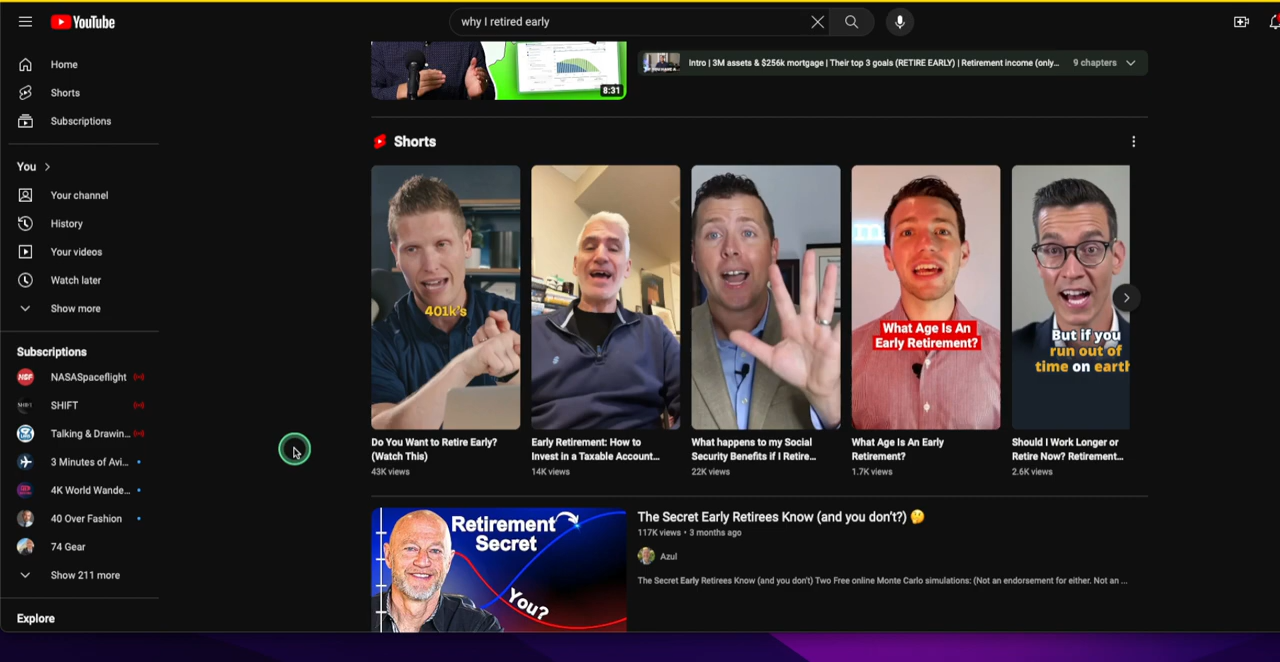 YouTube
why I retired early
Home
Shorts
Subscriptions
You
Your channel
History
Your videos
Watch later
Show more
Subscriptions
NSF
NASASpaceflight
SHIFT
SHIFT
Talking & Drawin...
3 Minutes of Avi...
4K World Wande...
40 Over Fashion
74 Gear
Show 211 more
Explore
8:31
Intro | 3M assets & $256k mortgage | Their top 3 goals (RETIRE EARLY) | Retirement income (only...
9 chapters
Shorts
401k's
What Age Is An
Early Retirement?
But if you
run out of
time on earth
Do You Want to Retire Early?
(Watch This)
43K views
Early Retirement: How to
Invest in a Taxable Account...
14K views
What happens to my Social
Security Benefits if I Retire...
22K views
What Age Is An Early
Retirement?
1.7K views
Should I Work Longer or
Retire Now? Retirement...
2.6K views
Retirement
Secret
You?
The Secret Early Retirees Know (and you don't?) 🤔
117K views • 3 months ago
Azul
The Secret Early Retirees Know (and you don't) Two Free online Monte Carlo simulations: (Not an endorsement for either. Not an ...